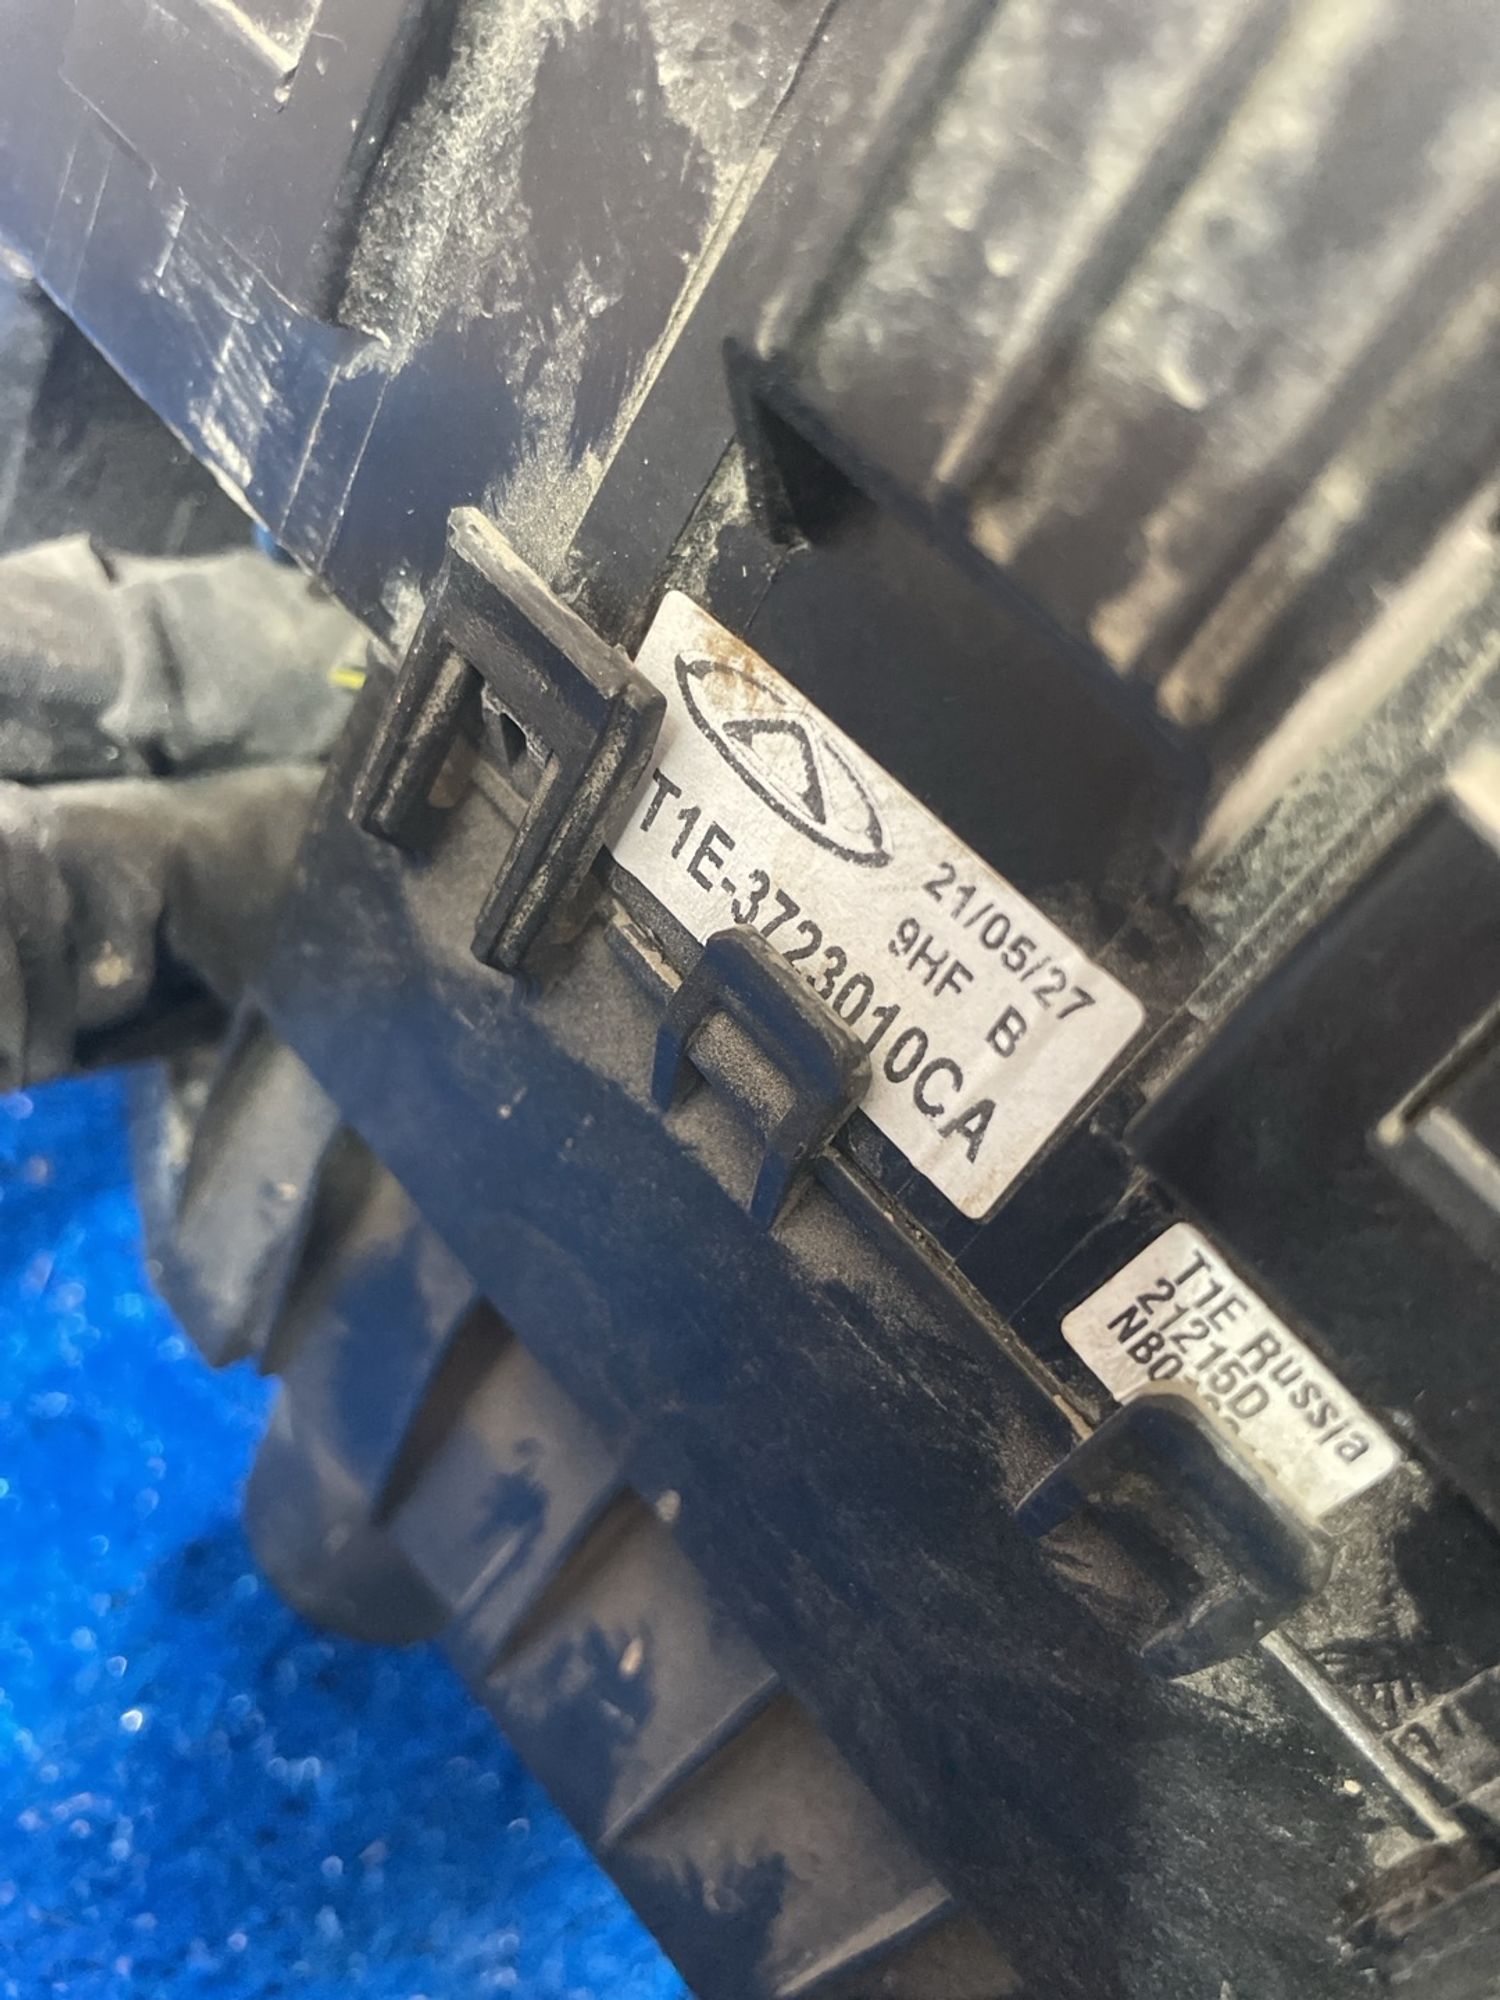 21/05/27
9HF B
T1E-3723010CA
T1E Russia
21215D